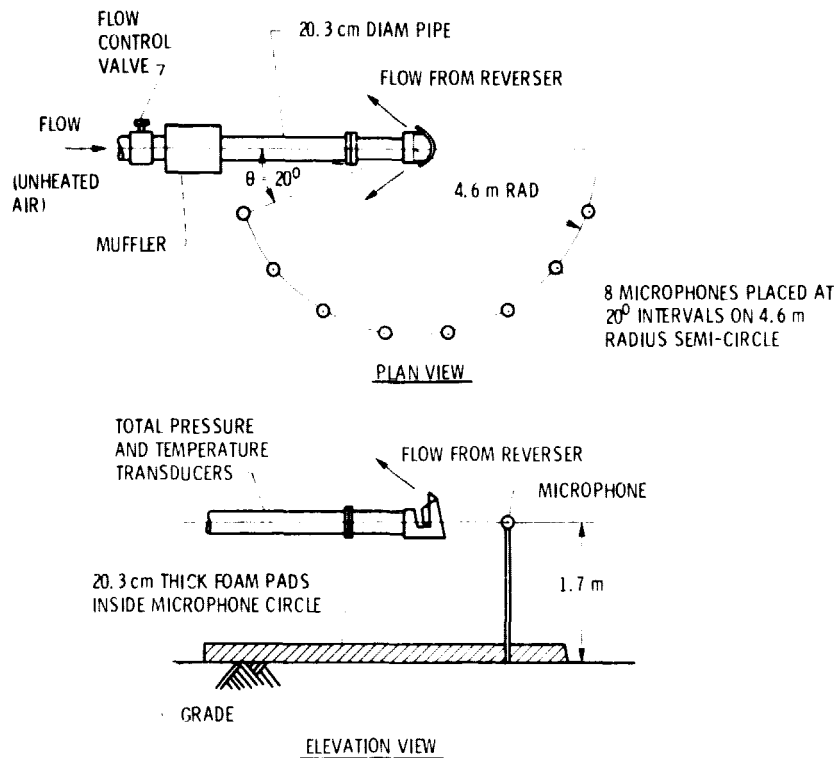 FLOW
CONTROL
VALVE
20.3 cm DIAM PIPE
FLOW FROM REVERSER
FLOW
(UNHEATED
AIR)
θ = 20⁰
4.6 m RAD
MUFFLER
8 MICROPHONES PLACED AT
20⁰ INTERVALS ON 4.6 m
RADIUS SEMI-CIRCLE
PLAN VIEW
TOTAL PRESSURE
AND TEMPERATURE
TRANSDUCERS
FLOW FROM REVERSER
MICROPHONE
20.3 cm THICK FOAM PADS
INSIDE MICROPHONE CIRCLE
1.7 m
GRADE
ELEVATION VIEW